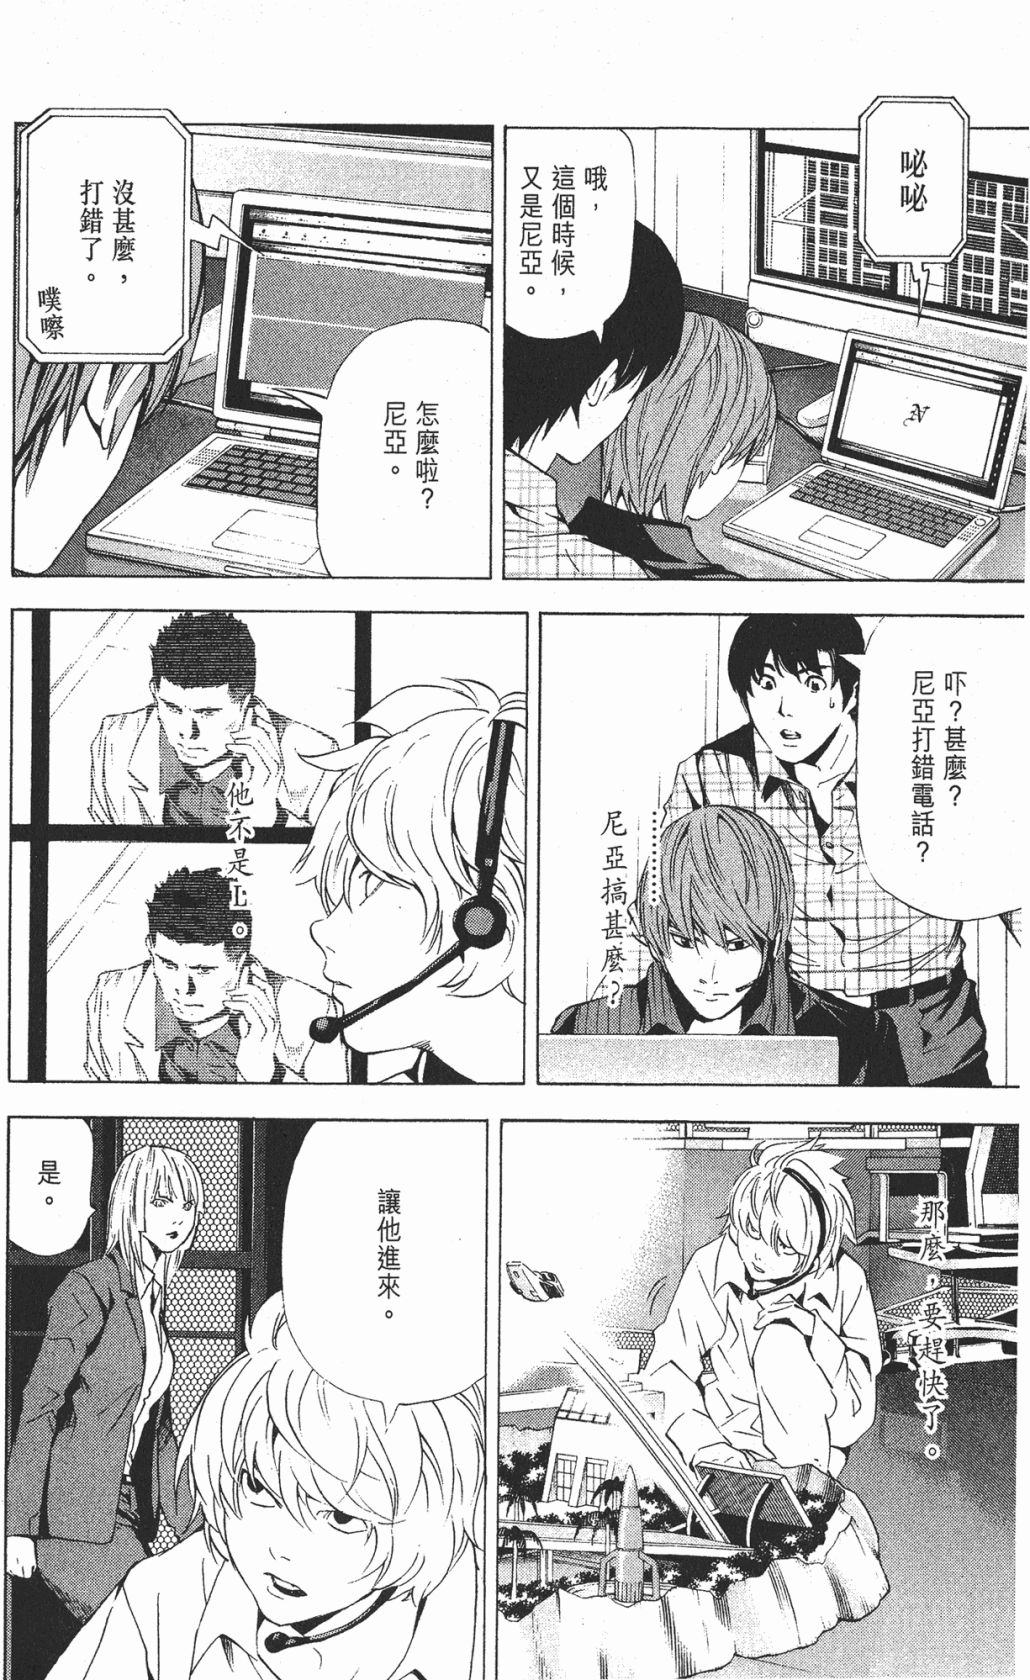 咇咇
哦，
這個時候，
又是尼亞。
N
怎麼啦？
尼亞。
沒甚麼，
打錯了。
噗嚓
吓？甚麼？
尼亞打錯電話？
…………
尼亞搞甚麼？
他不是L。
那麼，要趕快了。
讓他進來。
是。